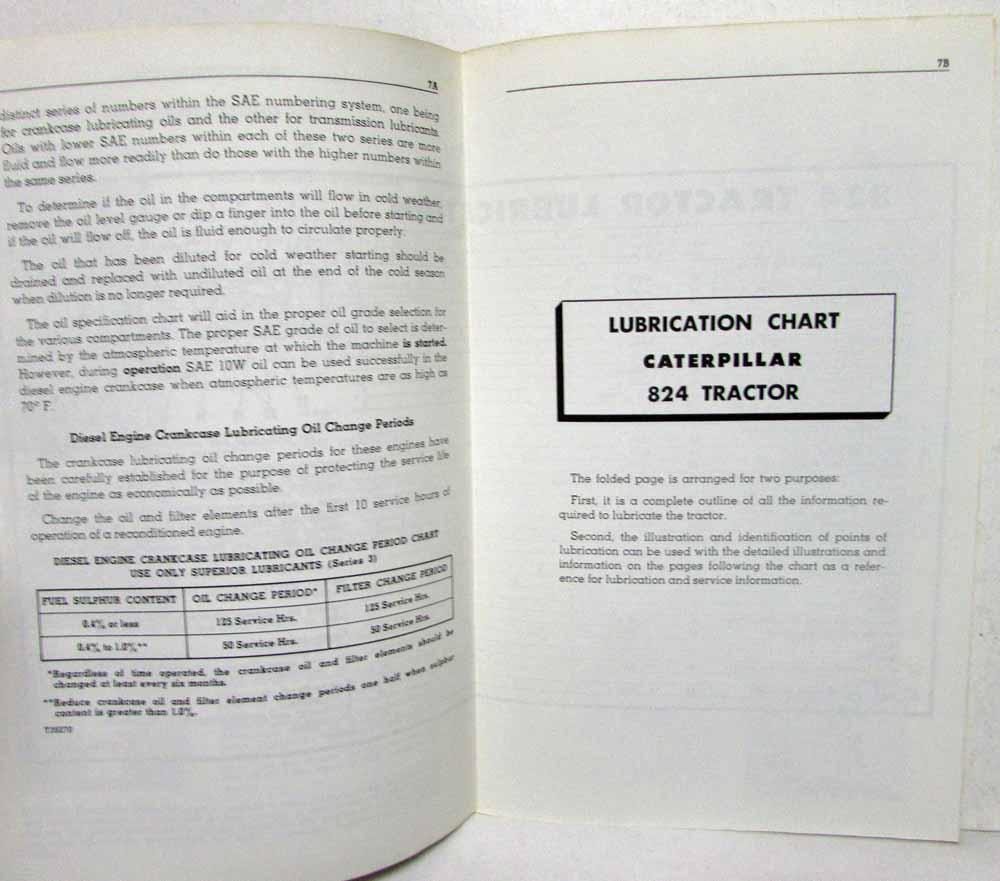 7A
distinct series of numbers within the SAE numbering system, one being
for crankcase lubricating oils and the other for transmission lubricants.
Oils with lower SAE numbers within each of these two series are more
fluid and flow more readily than do those with the higher numbers within
the same series.
To determine if the oil in the compartments will flow in cold weather,
remove the oil level gauge or dip a finger into the oil before starting and
if the oil will flow off, the oil is fluid enough to circulate properly.
The oil that has been diluted for cold weather starting should be
drained and replaced with undiluted oil at the end of the cold season
when dilution is no longer required.
The oil specification chart will aid in the proper oil grade selection for
the various compartments. The proper SAE grade of oil to select is deter-
mined by the atmospheric temperature at which the machine is started.
However, during operation SAE 10W oil can be used successfully in the
diesel engine crankcase when atmospheric temperatures are as high as
70° F.
Diesel Engine Crankcase Lubricating Oil Change Periods
The crankcase lubricating oil change periods for these engines have
been carefully established for the purpose of protecting the service life
of the engine as economically as possible.
Change the oil and filter elements after the first 10 service hours of
operation of a reconditioned engine.
DIESEL ENGINE CRANKCASE LUBRICATING OIL CHANGE PERIOD CHART
USE ONLY SUPERIOR LUBRICANTS (Series 3)
FUEL SULPHUR CONTENT OIL CHANGE PERIOD* FILTER CHANGE PERIOD
0.4% or less 125 Service Hrs. 125 Service Hrs.
0.4% to 1.0%** 50 Service Hrs. 50 Service Hrs.
*Regardless of time operated, the crankcase oil and filter elements should be
changed at least every six months.
**Reduce crankcase oil and filter element change periods one half when sulphur
content is greater than 1.0%.
7B
LUBRICATION CHART
CATERPILLAR
824 TRACTOR
The folded page is arranged for two purposes:
First, it is a complete outline of all the information re-
quired to lubricate the tractor.
Second, the illustration and identification of points of
lubrication can be used with the detailed illustrations and
information on the pages following the chart as a refer-
ence for lubrication and service information.